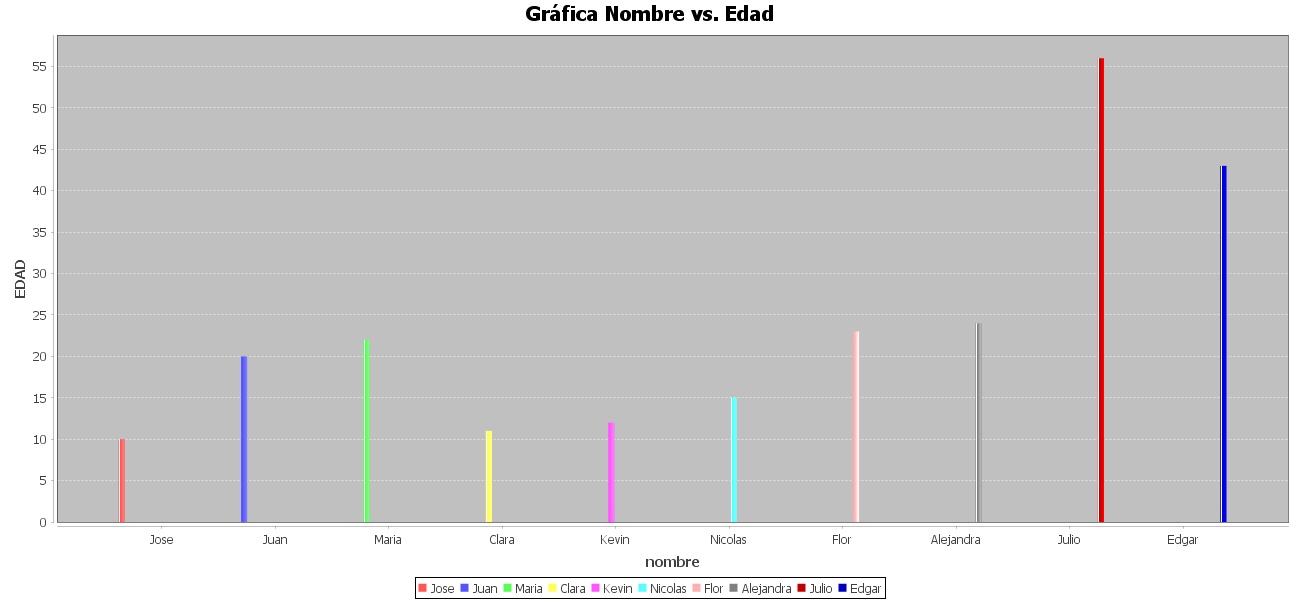 Gráfica Nombre vs. Edad
55
50
45
40
35
30
25
20
15
10
5
0
EDAD
Jose Juan Maria Clara Kevin Nicolas Flor Alejandra Julio Edgar
nombre
Jose Juan Maria Clara Kevin Nicolas Flor Alejandra Julio Edgar